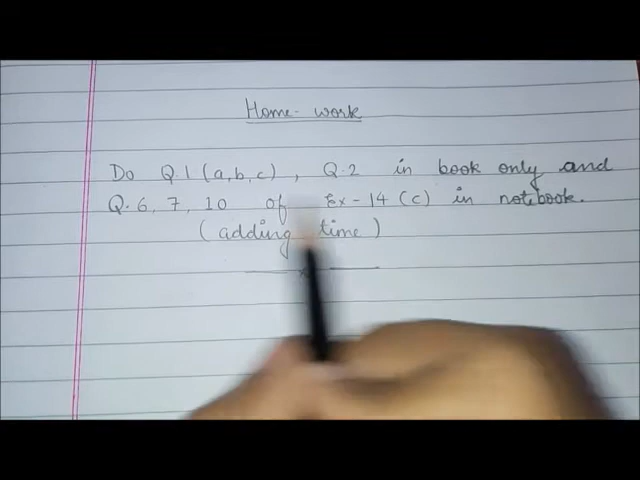 Home-work
Do Q.1 (a,b,c), Q.2 in book only and
Q.6, 7, 10 of Ex-14 (c) in notebook.
(adding time)